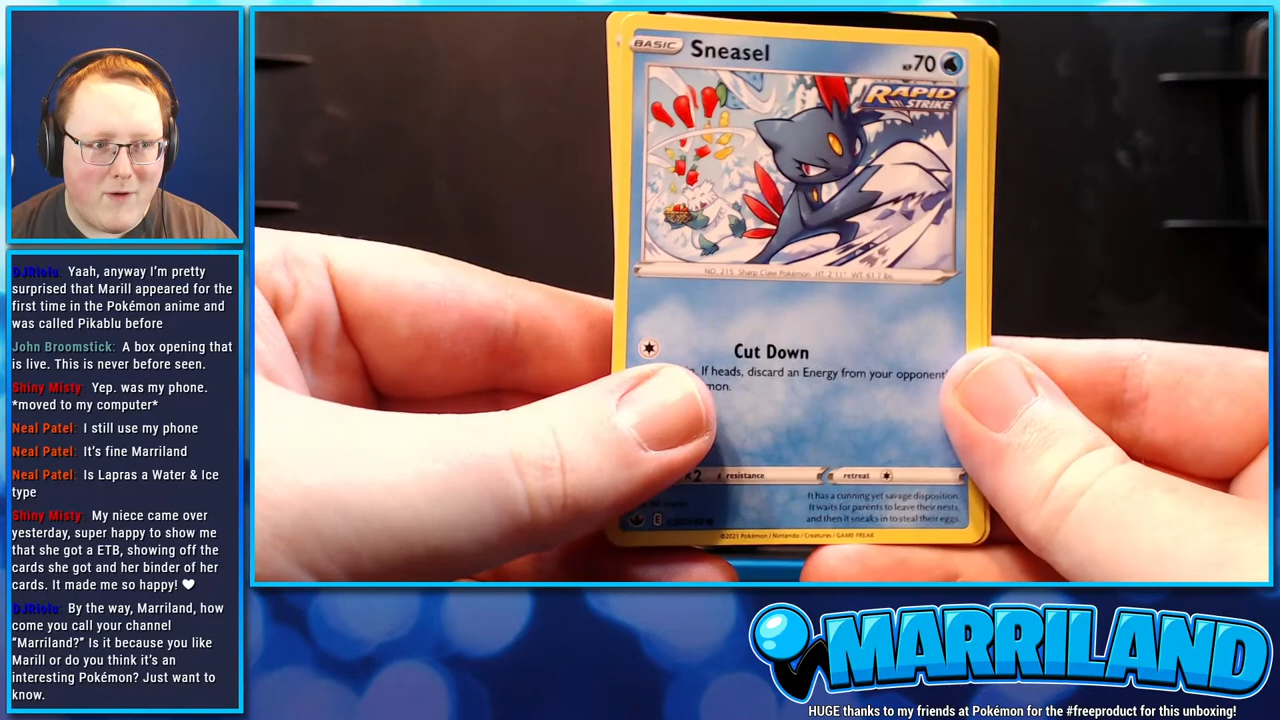 DJRiolu: Yaah, anyway I'm pretty
surprised that Marill appeared for the
first time in the Pokémon anime and
was called Pikablu before
John Broomstick: A box opening that
is live. This is never before seen.
Shiny Misty: Yep. was my phone.
*moved to my computer*
Neal Patel: I still use my phone
Neal Patel: It's fine Marriland
Neal Patel: Is Lapras a Water & Ice
type
Shiny Misty: My niece came over
yesterday, super happy to show me
that she got a ETB, showing off the
cards she got and her binder of her
cards. It made me so happy! ❤
DJRiolu: By the way, Marriland, how
come you call your channel
"Marriland?" Is it because you like
Marill or do you think it's an
interesting Pokémon? Just want to
know.
BASIC Sneasel HP 70
RAPID
STRIKE
NO. 215 Sharp Claw Pokémon HT: 2'11" WT: 61.7 lbs.
Cut Down
If heads, discard an Energy from your opponent'
x2 resistance retreat
It has a cunning yet savage disposition.
It waits for parents to leave their nests,
and then it sneaks in to steal their eggs.
E
©2021 Pokémon / Nintendo / Creatures / GAME FREAK
MARRILAND
HUGE thanks to my friends at Pokémon for the #freeproduct for this unboxing!